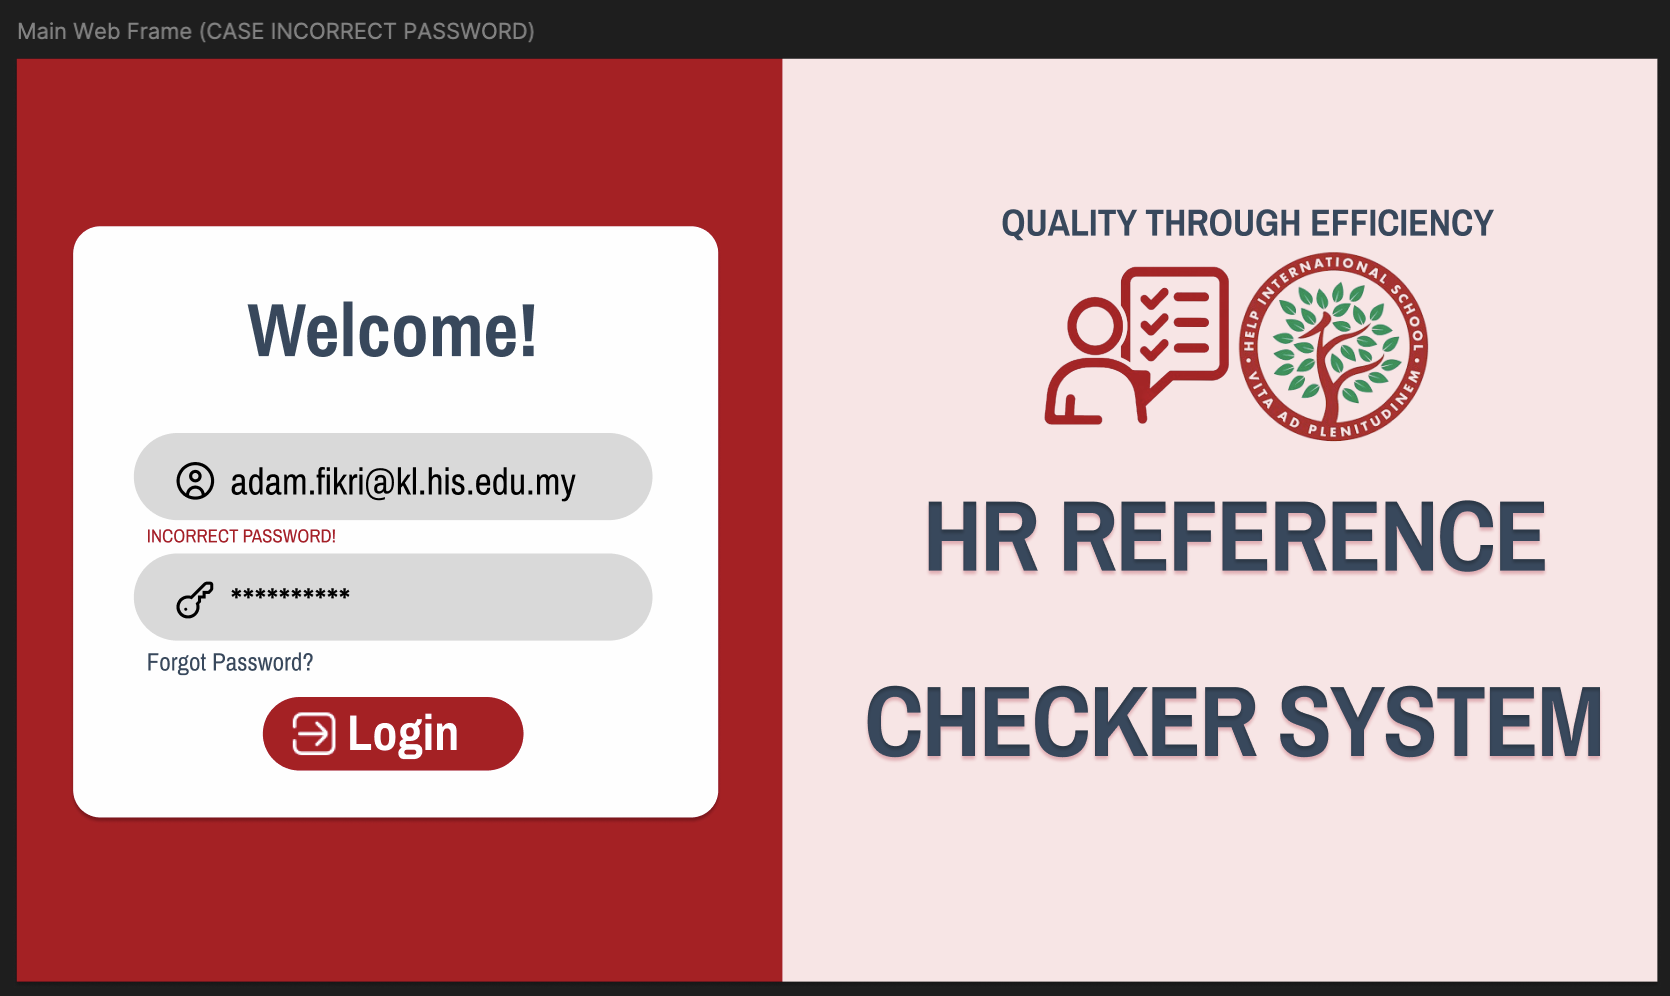 Main Web Frame (CASE INCORRECT PASSWORD)
Welcome!
adam.fikri@kl.his.edu.my
INCORRECT PASSWORD!
**********
Forgot Password?
Login
QUALITY THROUGH EFFICIENCY
HELP INTERNATIONAL SCHOOL
• VITA AD PLENITUDINEM •
HR REFERENCE
CHECKER SYSTEM